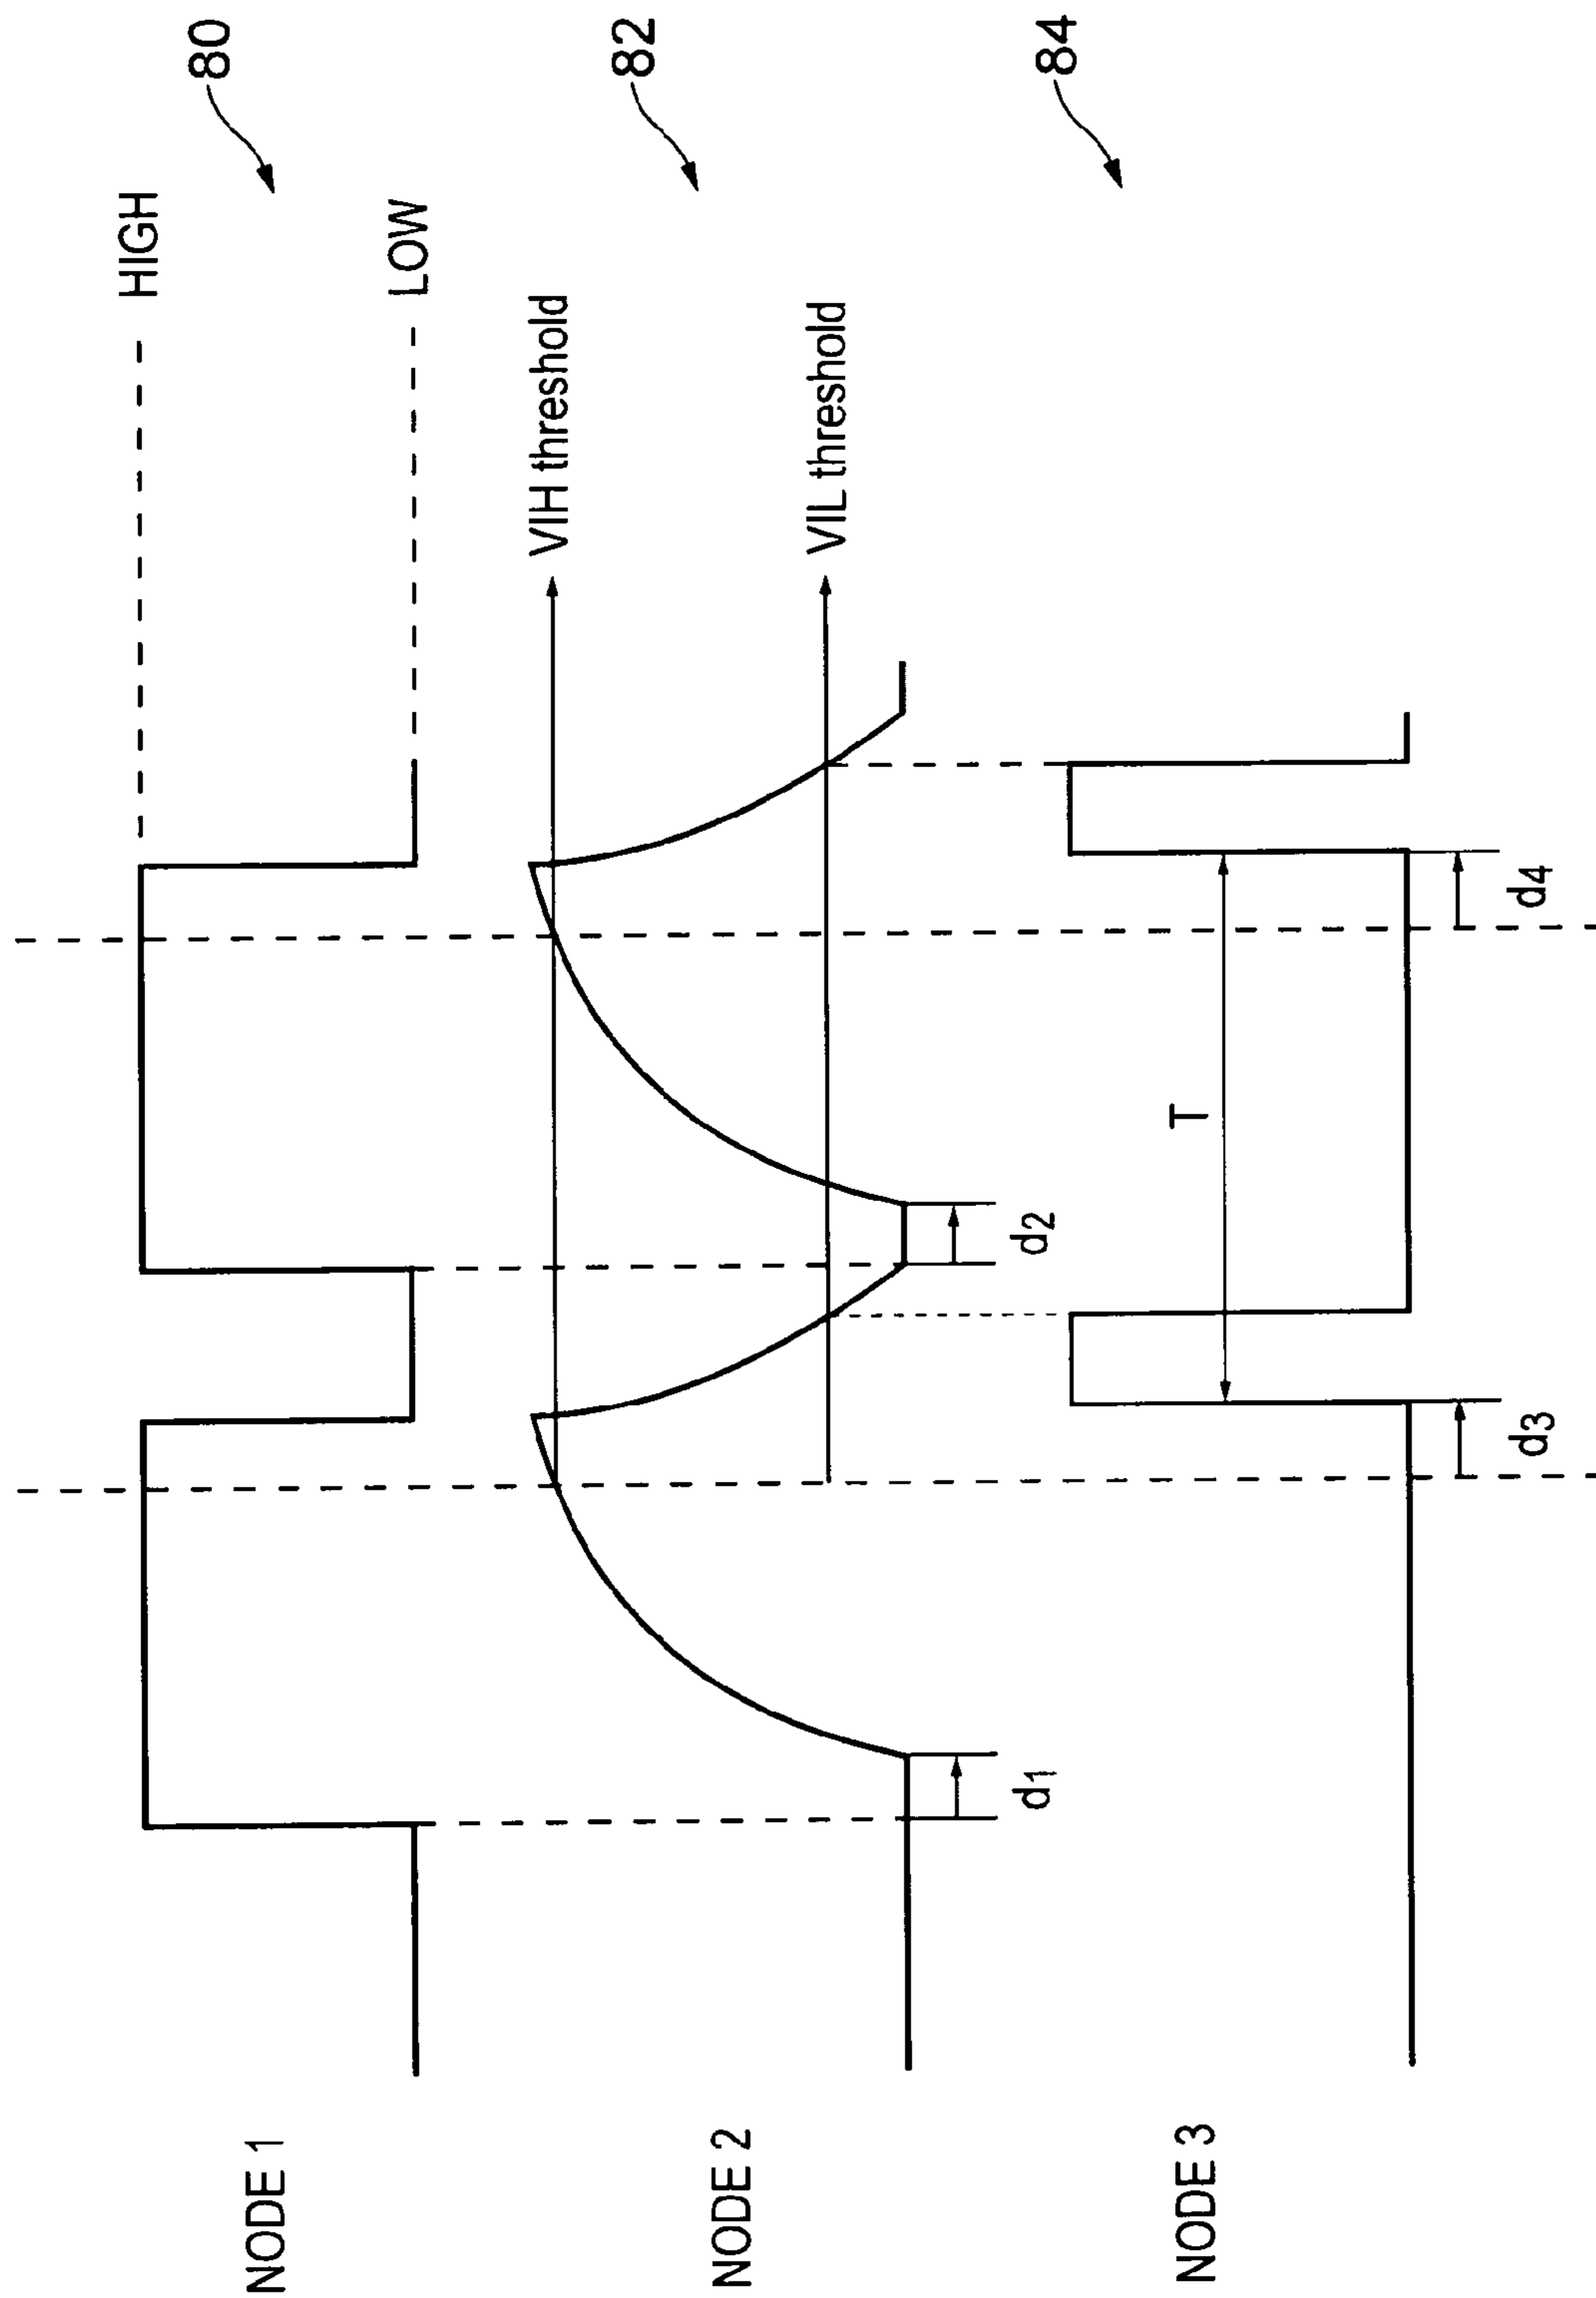 NODE 1
HIGH
LOW
80
NODE 2
VIH threshold
VIL threshold
82
d1
d2
NODE 3
T
84
d3
d4